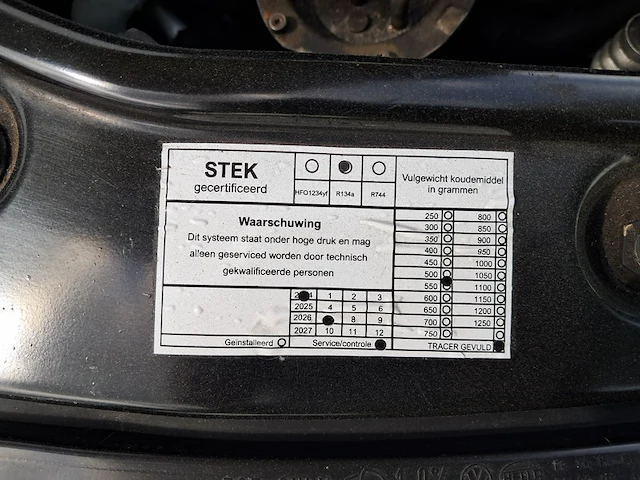 STEK
gecertificeerd
HFO1234yf R134a R744
Vulgewicht koudemiddel
in grammen
Waarschuwing
Dit systeem staat onder hoge druk en mag
alleen geserviced worden door technisch
gekwalificeerde personen
250 800
300 850
350 900
400 950
450 1000
500 1050
550 1100
600 1150
650 1200
700 1250
750
1 2 3
2025 4 5 6
2026 8 9
2027 10 11 12
Geinstalleerd
Service/controle
TRACER GEVULD